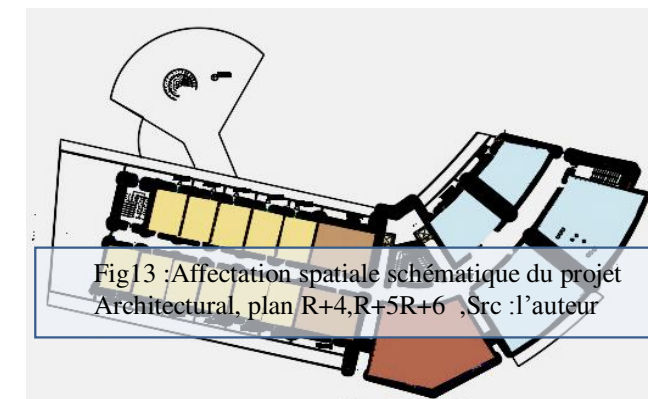 Fig13 :Affectation spatiale schématique du projet
Architectural, plan R+4,R+5R+6 ,Src :l’auteur